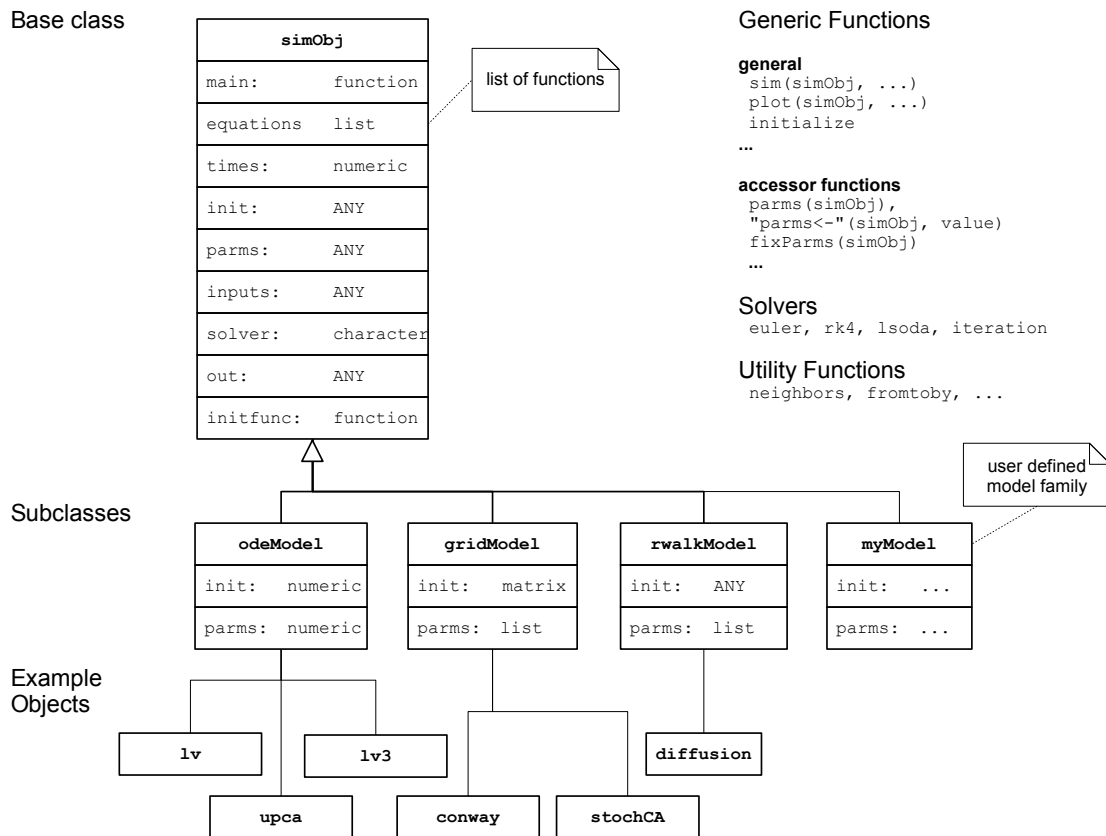 Base class
simObj
main: function
equations list
times: numeric
init: ANY
parms: ANY
inputs: ANY
solver: character
out: ANY
initfunc: function
list of functions
Generic Functions
general
sim(simObj, ...)
plot(simObj, ...)
initialize
...
accessor functions
parms(simObj),
"parms<-"(simObj, value)
fixParms(simObj)
...
Solvers
euler, rk4, lsoda, iteration
Utility Functions
neighbors, fromtoby, ...
user defined
model family
Subclasses
odeModel
init: numeric
parms: numeric
gridModel
init: matrix
parms: list
rwalkModel
init: ANY
parms: list
myModel
init: ...
parms: ...
Example
Objects
lv
lv3
diffusion
upca
conway
stochCA